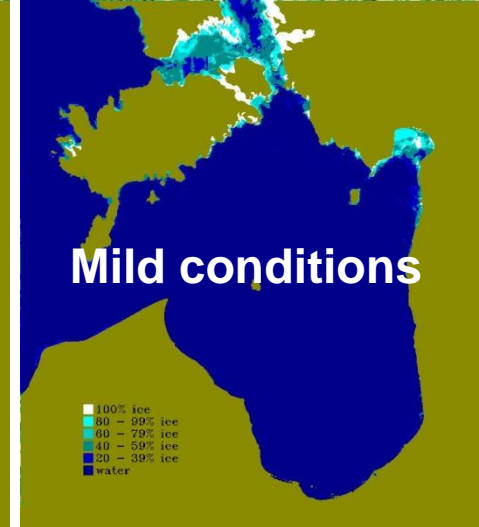 Mild conditions
100% ice
80 - 99% ice
60 - 79% ice
40 - 59% ice
20 - 39% ice
water